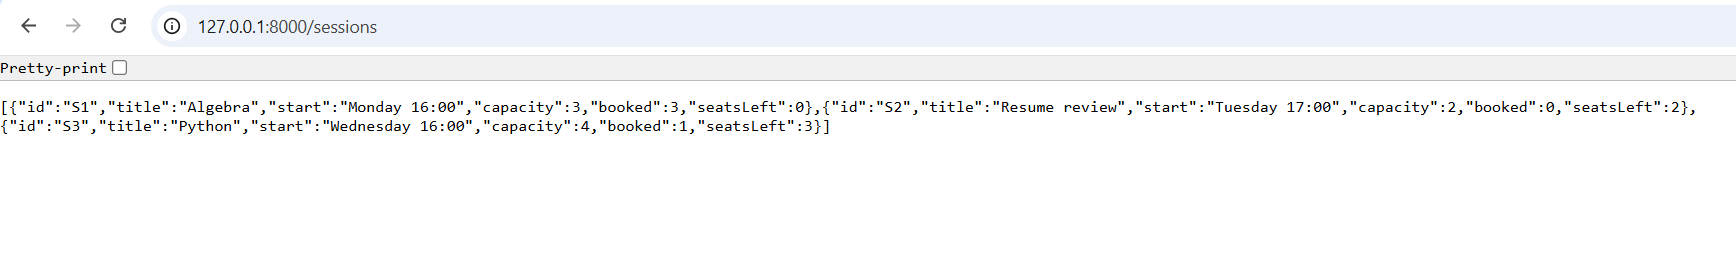 127.0.0.1:8000/sessions
Pretty-print
[{"id":"S1","title":"Algebra","start":"Monday 16:00","capacity":3,"booked":3,"seatsLeft":0},{"id":"S2","title":"Resume review","start":"Tuesday 17:00","capacity":2,"booked":0,"seatsLeft":2},
{"id":"S3","title":"Python","start":"Wednesday 16:00","capacity":4,"booked":1,"seatsLeft":3}]